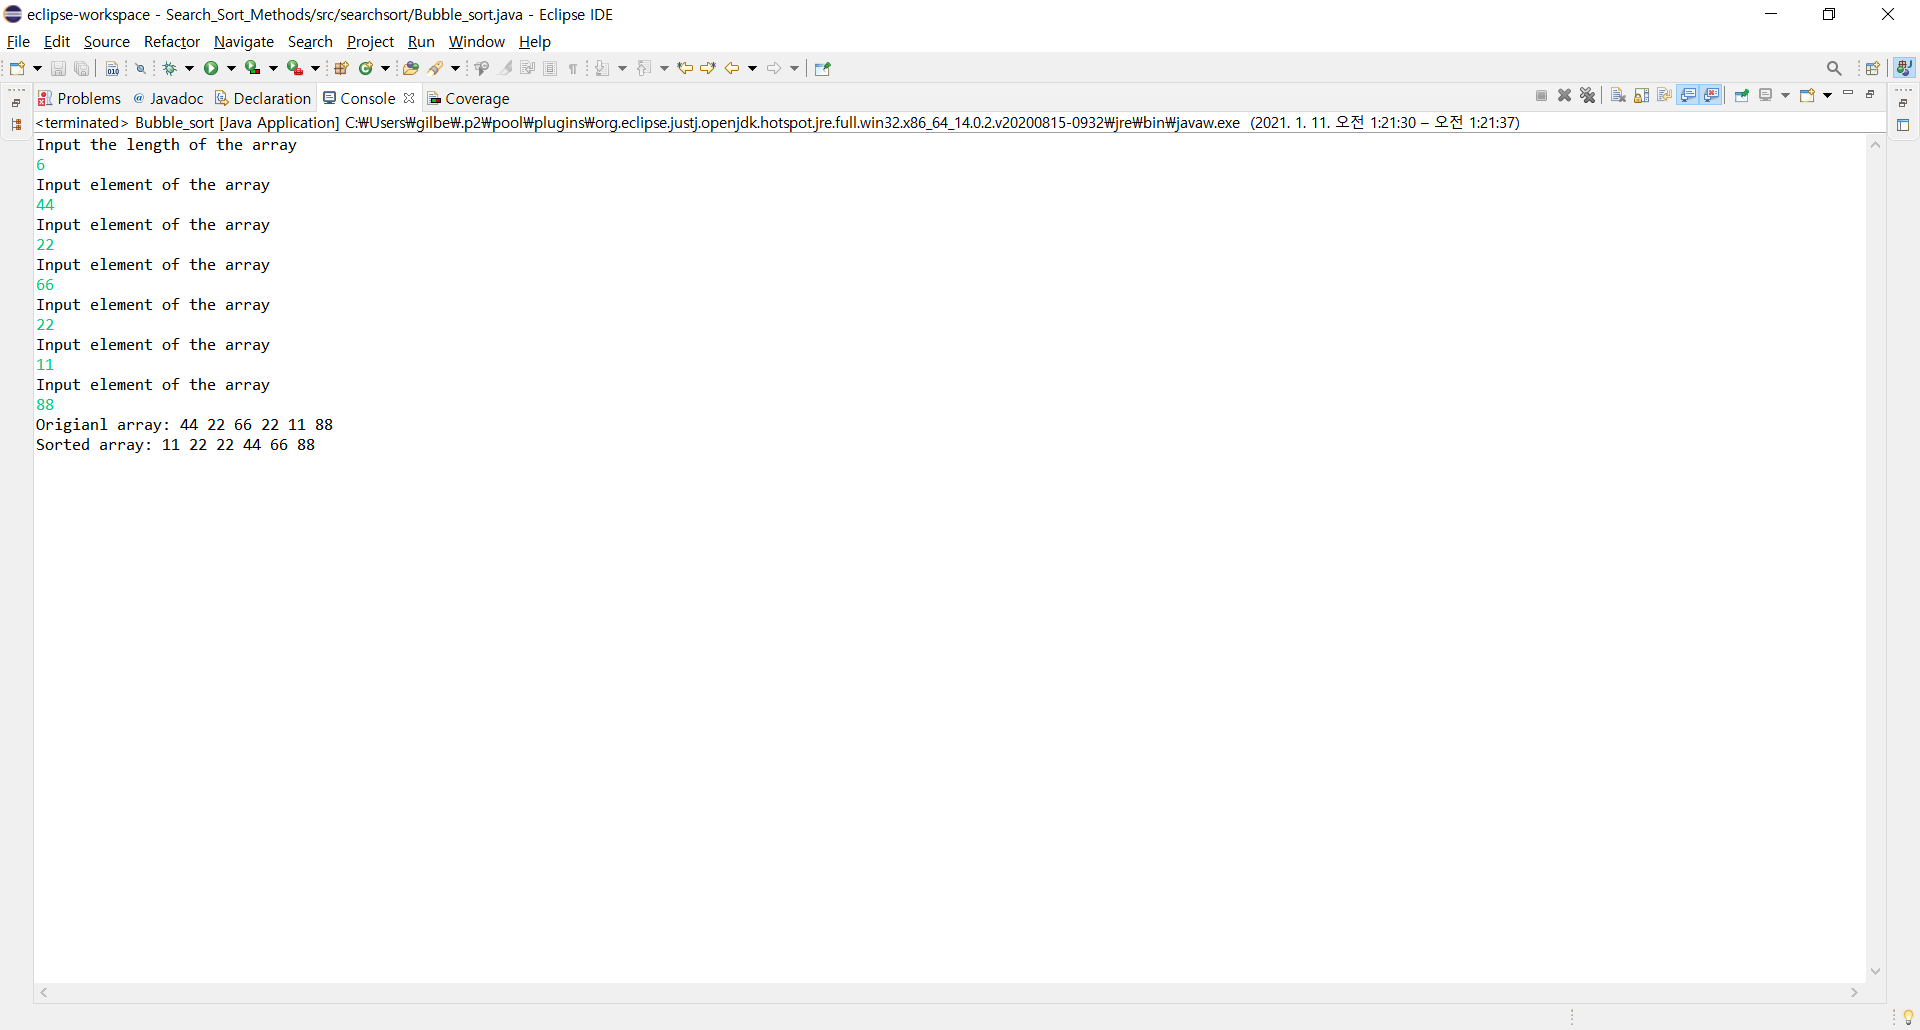 eclipse-workspace - Search_Sort_Methods/src/searchsort/Bubble_sort.java - Eclipse IDE
File Edit Source Refactor Navigate Search Project Run Window Help
Problems @ Javadoc Declaration Console Coverage
<terminated> Bubble_sort [Java Application] C:₩Users₩gilbe₩.p2₩pool₩plugins₩org.eclipse.justj.openjdk.hotspot.jre.full.win32.x86_64_14.0.2.v20200815-0932₩jre₩bin₩javaw.exe (2021. 1. 11. 오전 1:21:30 – 오전 1:21:37)
Input the length of the array
6
Input element of the array
44
Input element of the array
22
Input element of the array
66
Input element of the array
22
Input element of the array
11
Input element of the array
88
Origianl array: 44 22 66 22 11 88
Sorted array: 11 22 22 44 66 88